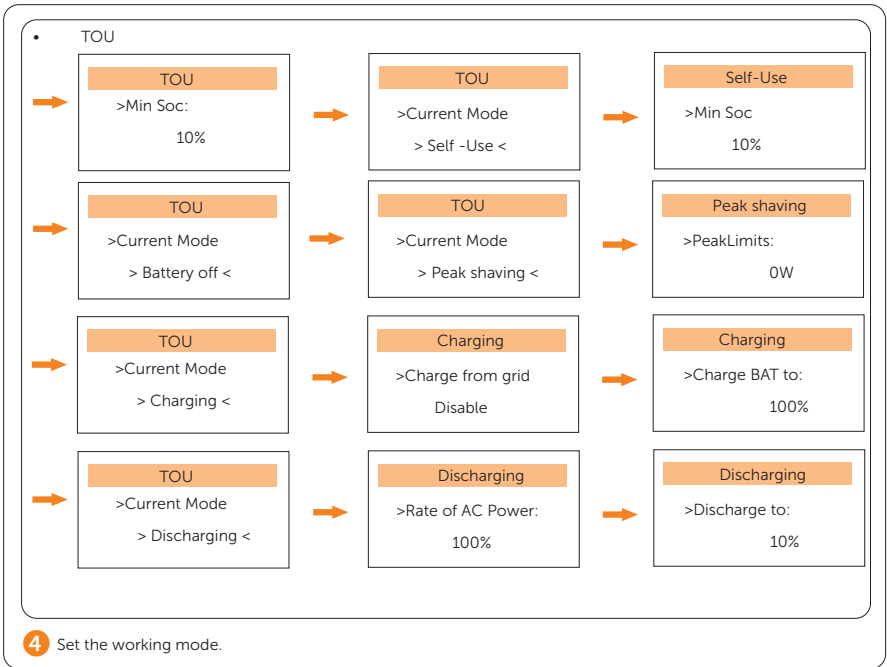 • TOU
TOU
>Min Soc:
10%
TOU
>Current Mode
> Self -Use <
Self-Use
>Min Soc
10%
TOU
>Current Mode
> Battery off <
TOU
>Current Mode
> Peak shaving <
Peak shaving
>PeakLimits:
0W
TOU
>Current Mode
> Charging <
Charging
>Charge from grid
Disable
Charging
>Charge BAT to:
100%
TOU
>Current Mode
> Discharging <
Discharging
>Rate of AC Power:
100%
Discharging
>Discharge to:
10%
4 Set the working mode.